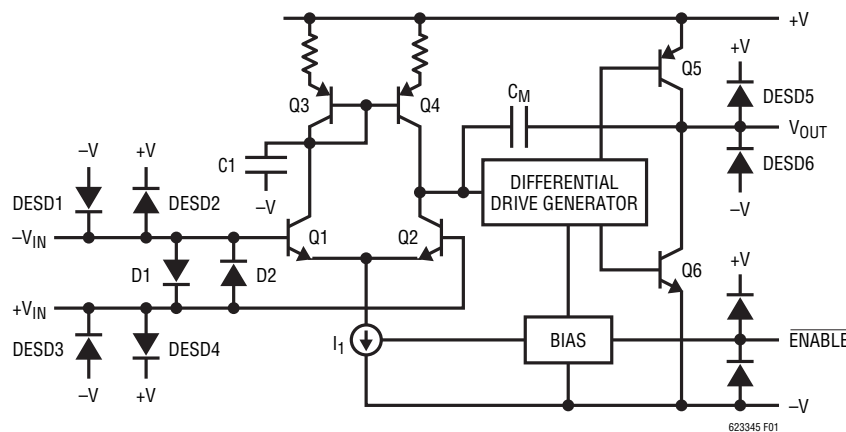 +V
+V
Q5
DESD5
Q3
Q4
CM
VOUT
C1
–V
DIFFERENTIAL
DRIVE GENERATOR
DESD6
–V
–V
+V
DESD1
DESD2
–VIN
Q1
Q2
D1
D2
Q6
+V
+VIN
DESD3
DESD4
I1
BIAS
ENABLE
–V
+V
–V
623345 F01